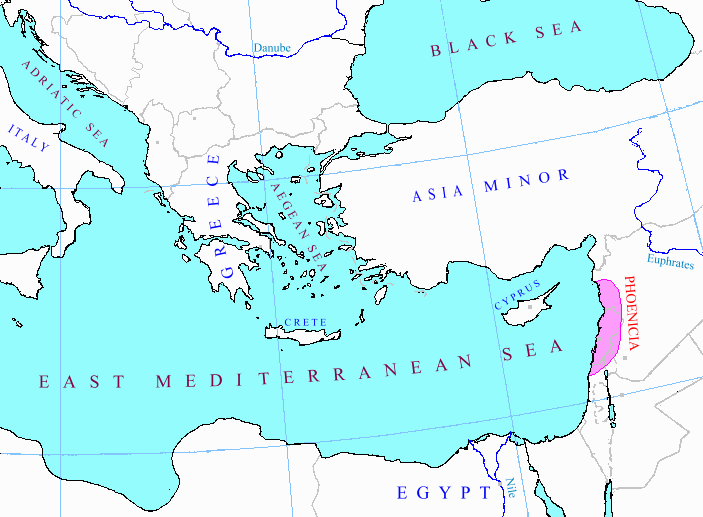 BLACK SEA
Danube
ADRIATIC SEA
ITALY
GREECE
AEGEAN SEA
ASIA MINOR
Euphrates
CYPRUS
PHOENICIA
CRETE
EAST MEDITERRANEAN SEA
EGYPT
Nile